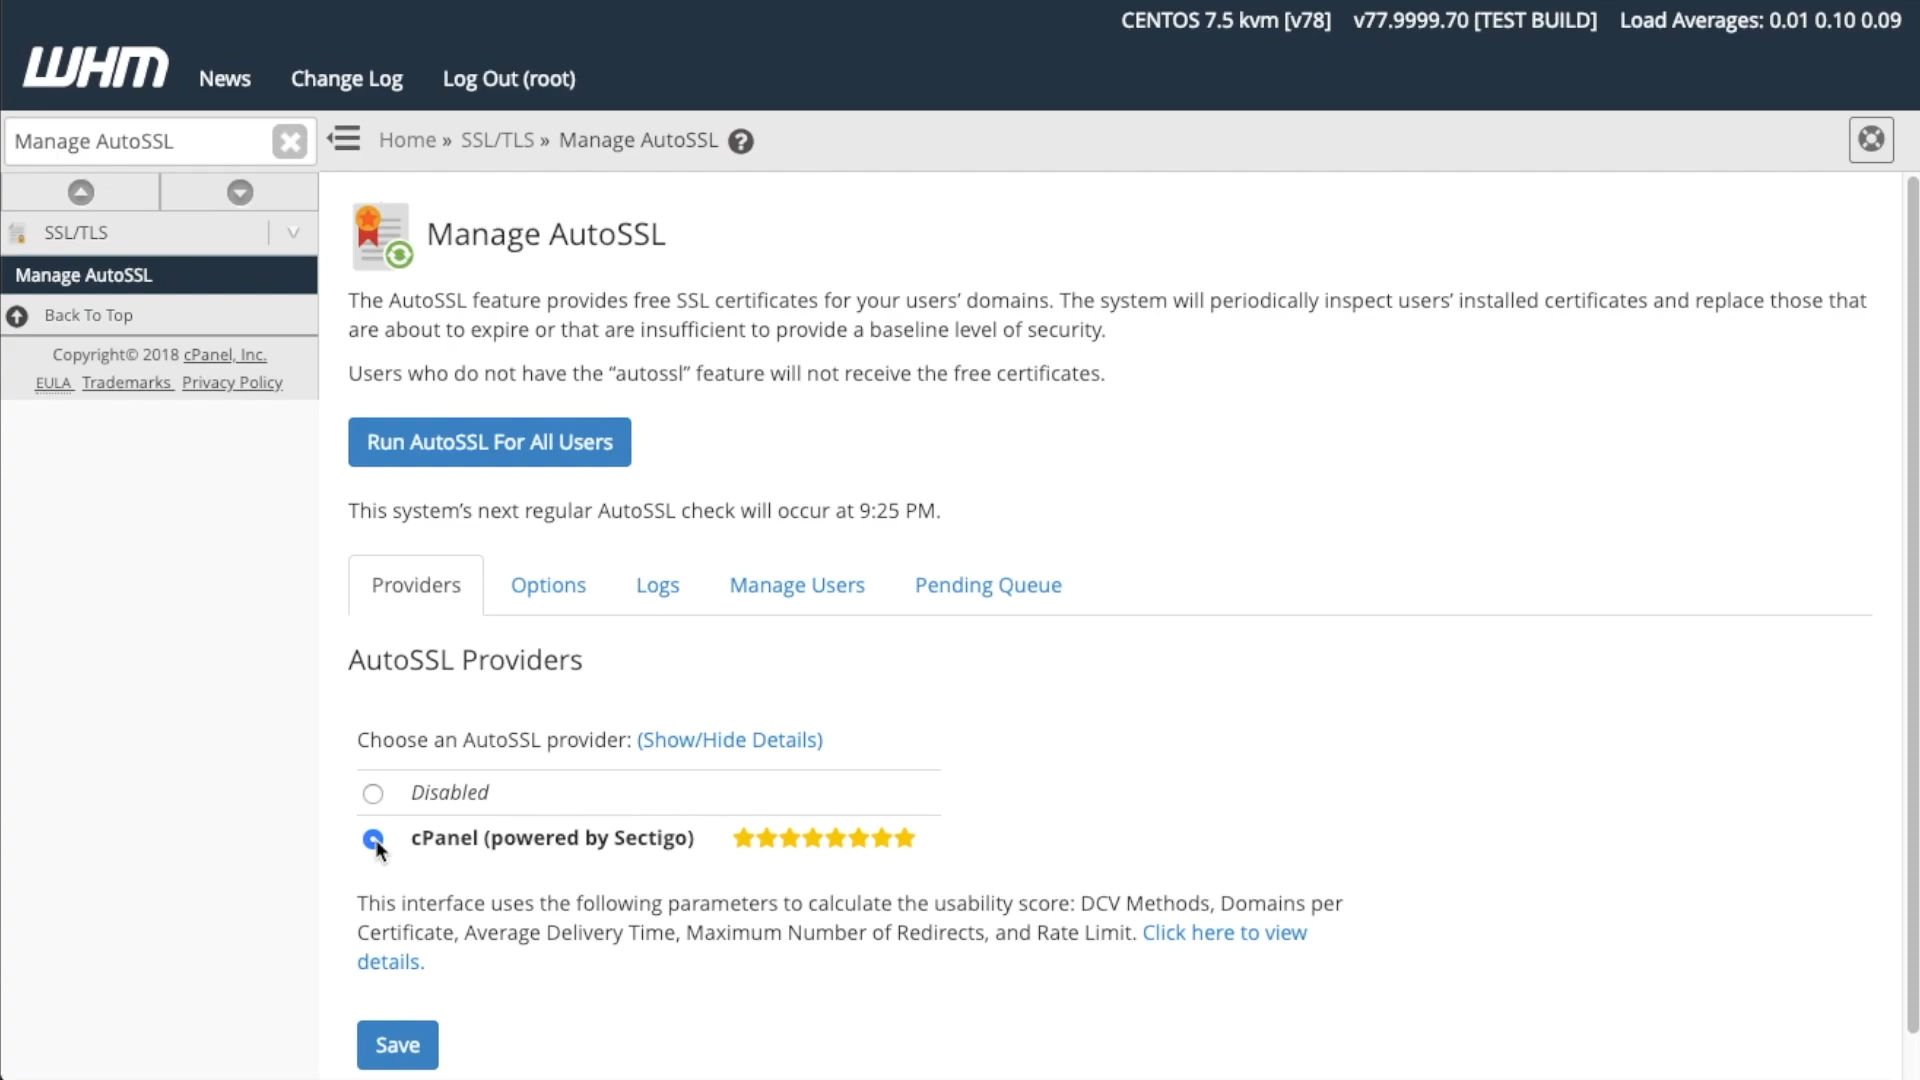 CENTOS 7.5 kvm [v78] v77.9999.70 [TEST BUILD] Load Averages: 0.01 0.10 0.09
WHM News Change Log Log Out (root)
Manage AutoSSL
Home » SSL/TLS » Manage AutoSSL ?
SSL/TLS
Manage AutoSSL
Back To Top
Copyright© 2018 cPanel, Inc.
EULA Trademarks Privacy Policy
Manage AutoSSL
The AutoSSL feature provides free SSL certificates for your users’ domains. The system will periodically inspect users’ installed certificates and replace those that
are about to expire or that are insufficient to provide a baseline level of security.
Users who do not have the “autossl” feature will not receive the free certificates.
Run AutoSSL For All Users
This system’s next regular AutoSSL check will occur at 9:25 PM.
Providers Options Logs Manage Users Pending Queue
AutoSSL Providers
Choose an AutoSSL provider: (Show/Hide Details)
Disabled
cPanel (powered by Sectigo)
This interface uses the following parameters to calculate the usability score: DCV Methods, Domains per
Certificate, Average Delivery Time, Maximum Number of Redirects, and Rate Limit. Click here to view
details.
Save